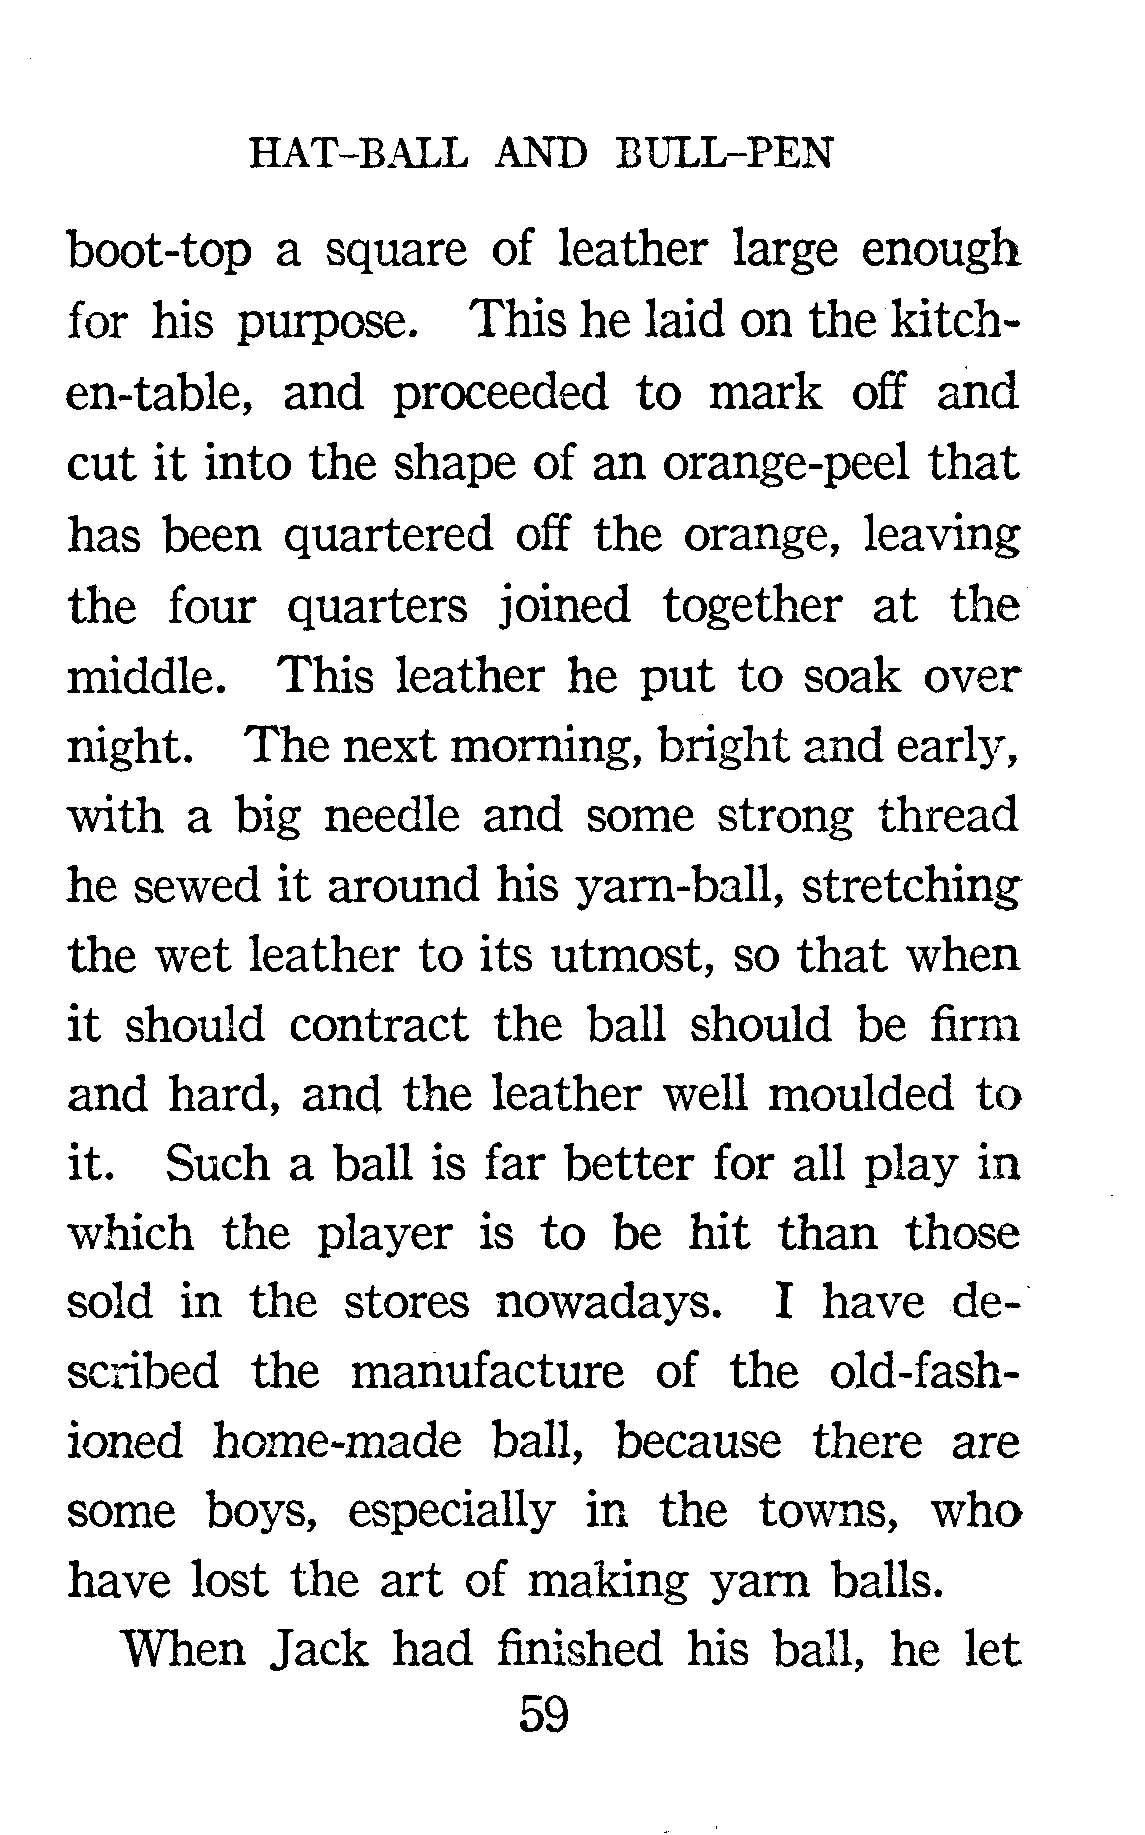 HAT-BALL AND BULL-PEN
boot-top a square of leather large enough
for his purpose. This he laid on the kitch-
en-table, and proceeded to mark off and
cut it into the shape of an orange-peel that
has been quartered off the orange, leaving
the four quarters joined together at the
middle. This leather he put to soak over
night. The next morning, bright and early,
with a big needle and some strong thread
he sewed it around his yarn-ball, stretching
the wet leather to its utmost, so that when
it should contract the ball should be firm
and hard, and the leather well moulded to
it. Such a ball is far better for all play in
which the player is to be hit than those
sold in the stores nowadays. I have de-
scribed the manufacture of the old-fash-
ioned home-made ball, because there are
some boys, especially in the towns, who
have lost the art of making yarn balls.
When Jack had finished his ball, he let
59